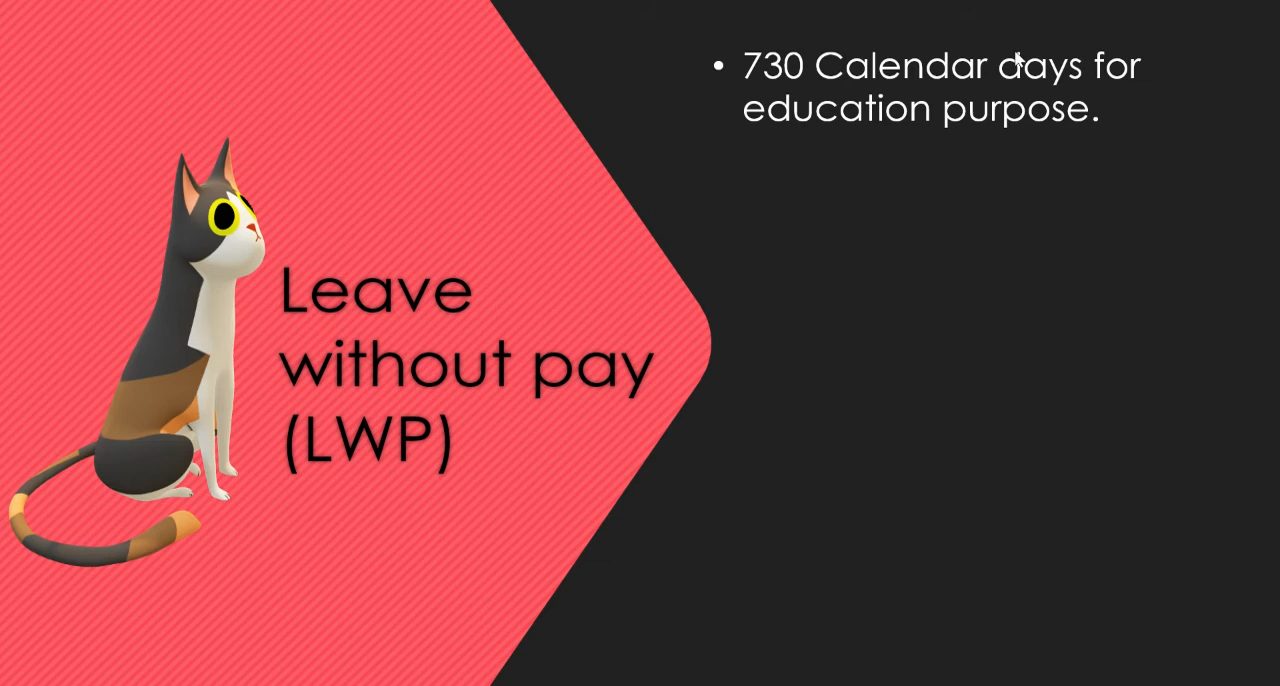 Leave
without pay
(LWP)
• 730 Calendar days for
education purpose.